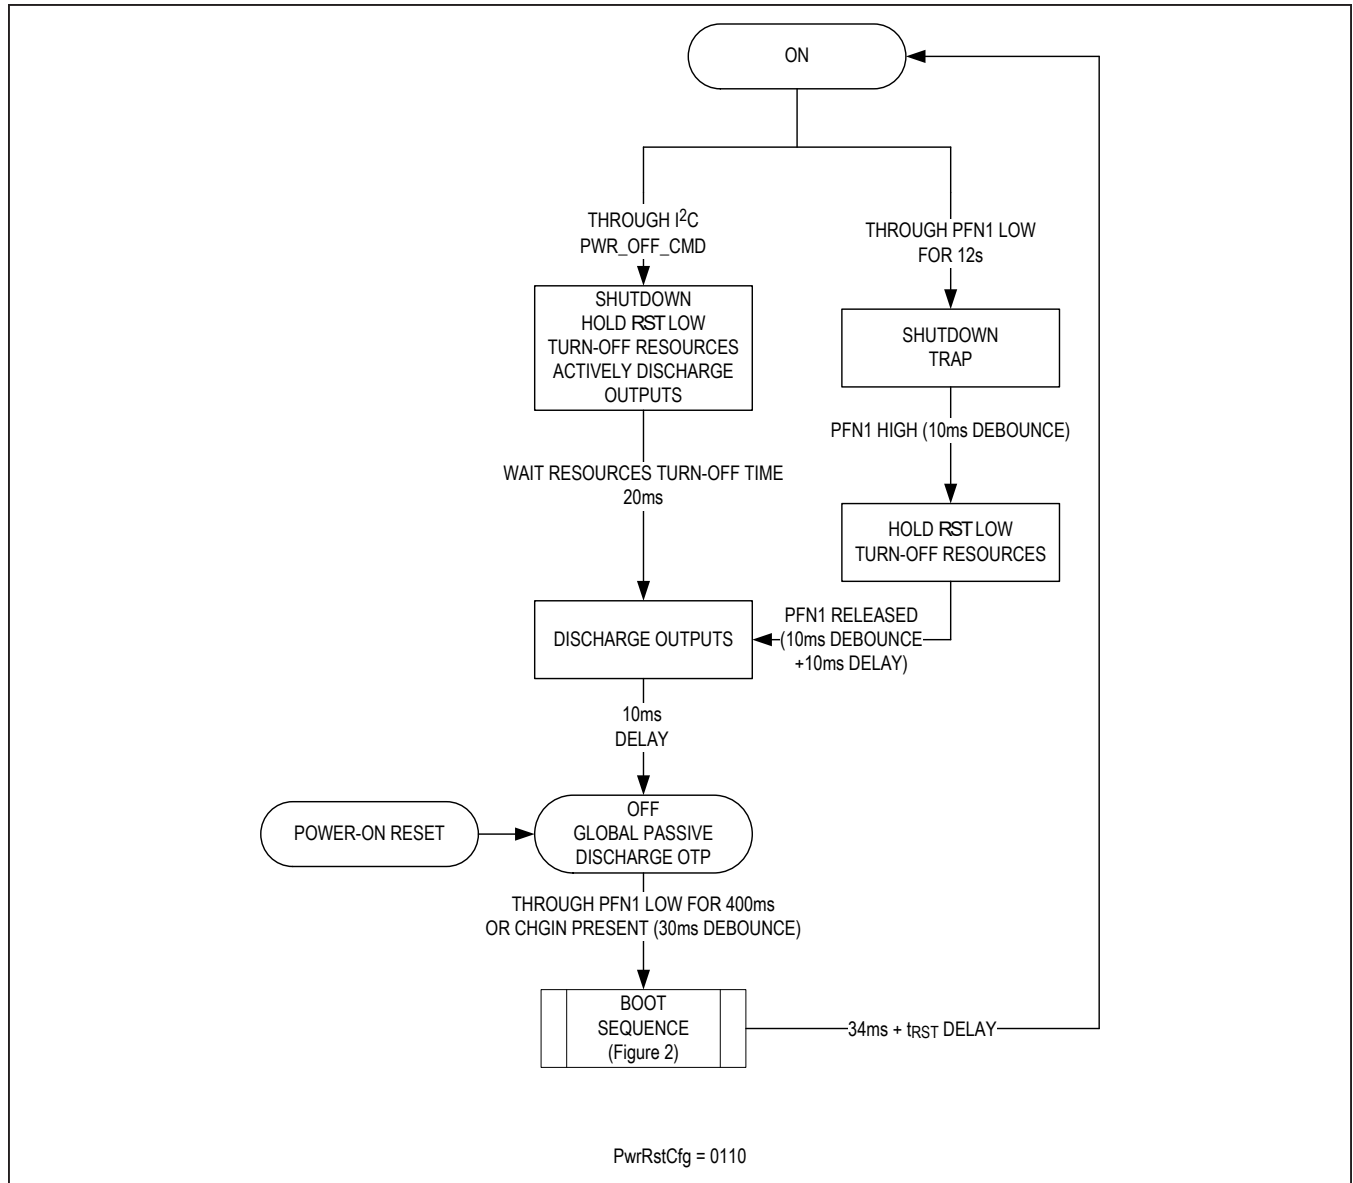 ON
THROUGH I2C
PWR_OFF_CMD
THROUGH PFN1 LOW
FOR 12s
SHUTDOWN
HOLD RST LOW
TURN-OFF RESOURCES
ACTIVELY DISCHARGE
OUTPUTS
SHUTDOWN
TRAP
PFN1 HIGH (10ms DEBOUNCE)
WAIT RESOURCES TURN-OFF TIME
20ms
HOLD RST LOW
TURN-OFF RESOURCES
DISCHARGE OUTPUTS
PFN1 RELEASED
(10ms DEBOUNCE
+10ms DELAY)
10ms
DELAY
POWER-ON RESET
OFF
GLOBAL PASSIVE
DISCHARGE OTP
THROUGH PFN1 LOW FOR 400ms
OR CHGIN PRESENT (30ms DEBOUNCE)
BOOT
SEQUENCE
(Figure 2)
34ms + tRST DELAY
PwrRstCfg = 0110